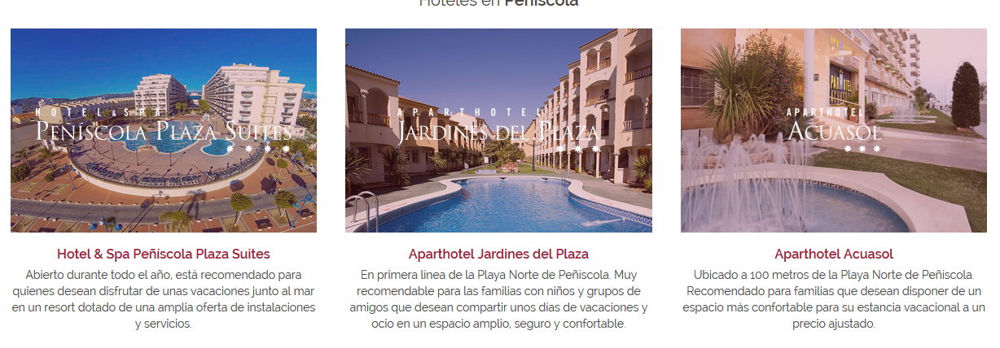 Hoteles en Peñíscola
HOTEL & SPA
PEÑISCOLA PLAZA SUITES
APARTHOTEL
JARDINES DEL PLAZA
APARTHOTEL
ACUASOL
Hotel & Spa Peñíscola Plaza Suites
Abierto durante todo el año, está recomendado para
quienes desean disfrutar de unas vacaciones junto al mar
en un resort dotado de una amplia oferta de instalaciones
y servicios.
Aparthotel Jardines del Plaza
En primera línea de la Playa Norte de Peñíscola. Muy
recomendable para las familias con niños y grupos de
amigos que desean compartir unos días de vacaciones y
ocio en un espacio amplio, seguro y confortable.
Aparthotel Acuasol
Ubicado a 100 metros de la Playa Norte de Peñíscola.
Recomendado para familias que desean disponer de un
espacio más confortable para su estancia vacacional a un
precio ajustado.